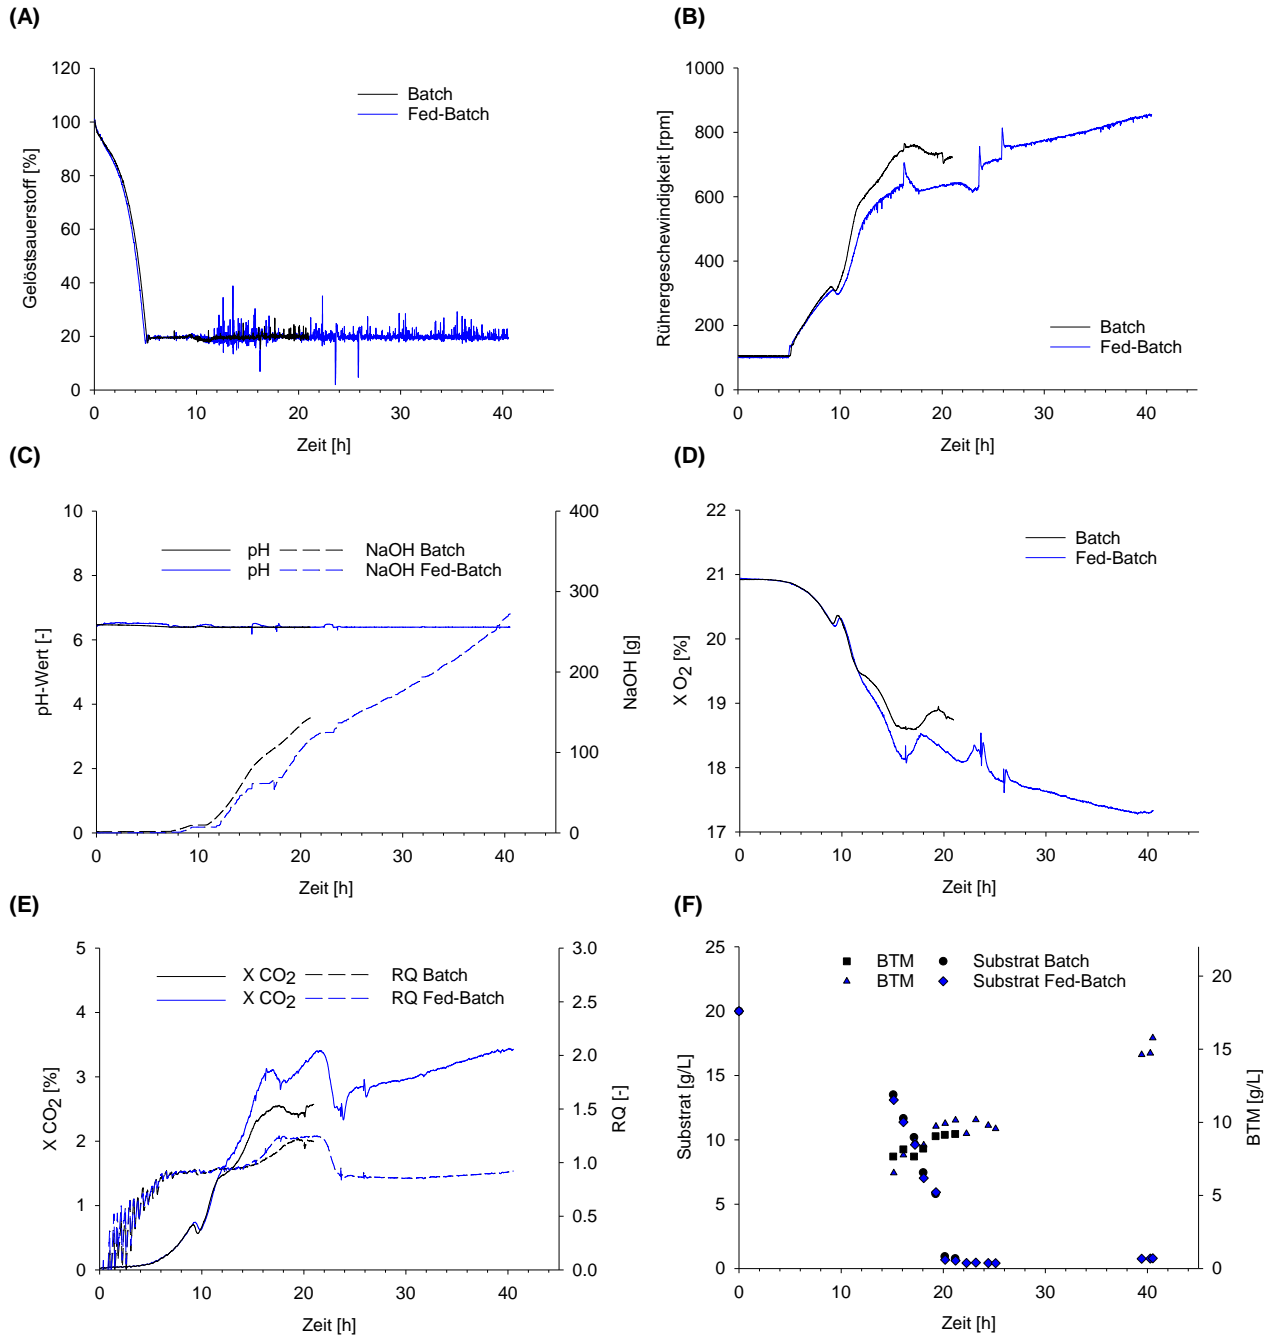 (A)
120
100
80
60
40
20
0
Gelöstsauerstoff [%]
Batch
Fed-Batch
0 10 20 30 40
Zeit [h]
(B)
1000
800
600
400
200
0
Rührergeschewindigkeit [rpm]
Batch
Fed-Batch
0 10 20 30 40
Zeit [h]
(C)
10
8
6
4
2
0
pH-Wert [-]
pH NaOH Batch
pH NaOH Fed-Batch
400
300
200
100
0
NaOH [g]
0 10 20 30 40
Zeit [h]
(D)
22
21
20
19
18
17
X O2 [%]
Batch
Fed-Batch
0 10 20 30 40
Zeit [h]
(E)
5
4
3
2
1
0
X CO2 [%]
X CO2 RQ Batch
X CO2 RQ Fed-Batch
3.0
2.5
2.0
1.5
1.0
0.5
0.0
RQ [-]
0 10 20 30 40
Zeit [h]
(F)
25
20
15
10
5
0
Substrat [g/L]
BTM Substrat Batch
BTM Substrat Fed-Batch
20
15
10
5
0
BTM [g/L]
0 10 20 30 40
Zeit [h]